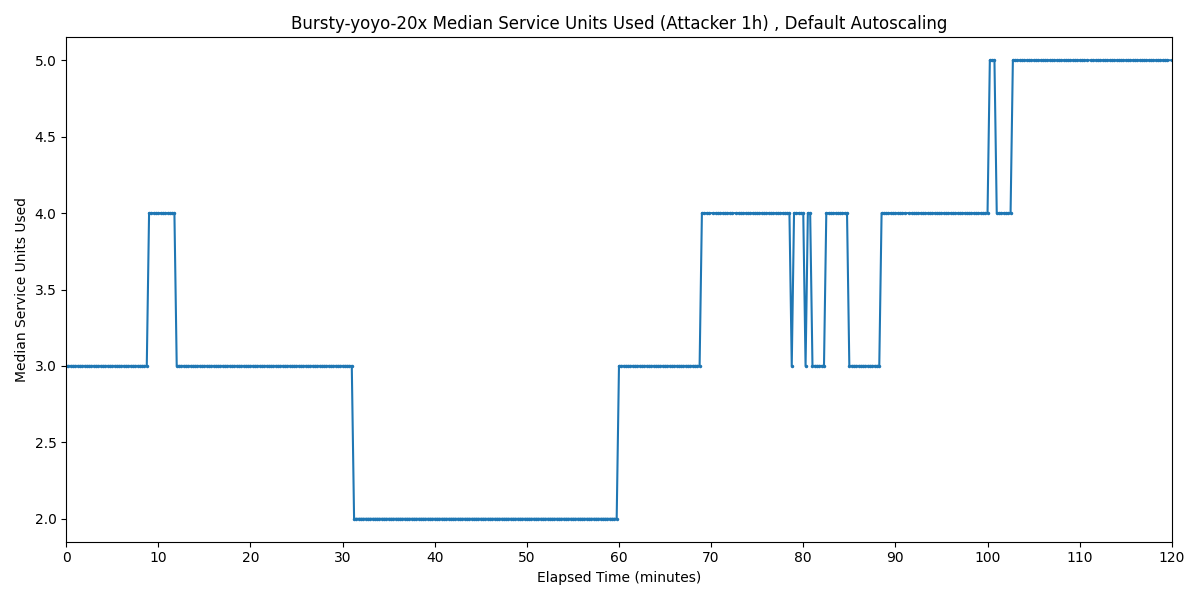 Bursty-yoyo-20x Median Service Units Used (Attacker 1h) , Default Autoscaling
Median Service Units Used
5.0
4.5
4.0
3.5
3.0
2.5
2.0
0 10 20 30 40 50 60 70 80 90 100 110 120
Elapsed Time (minutes)